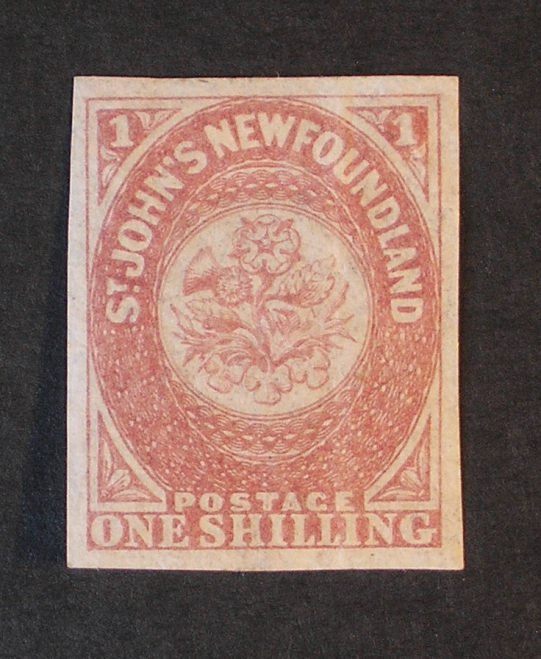 1 1
ST. JOHN'S NEWFOUNDLAND
POSTAGE
ONE SHILLING